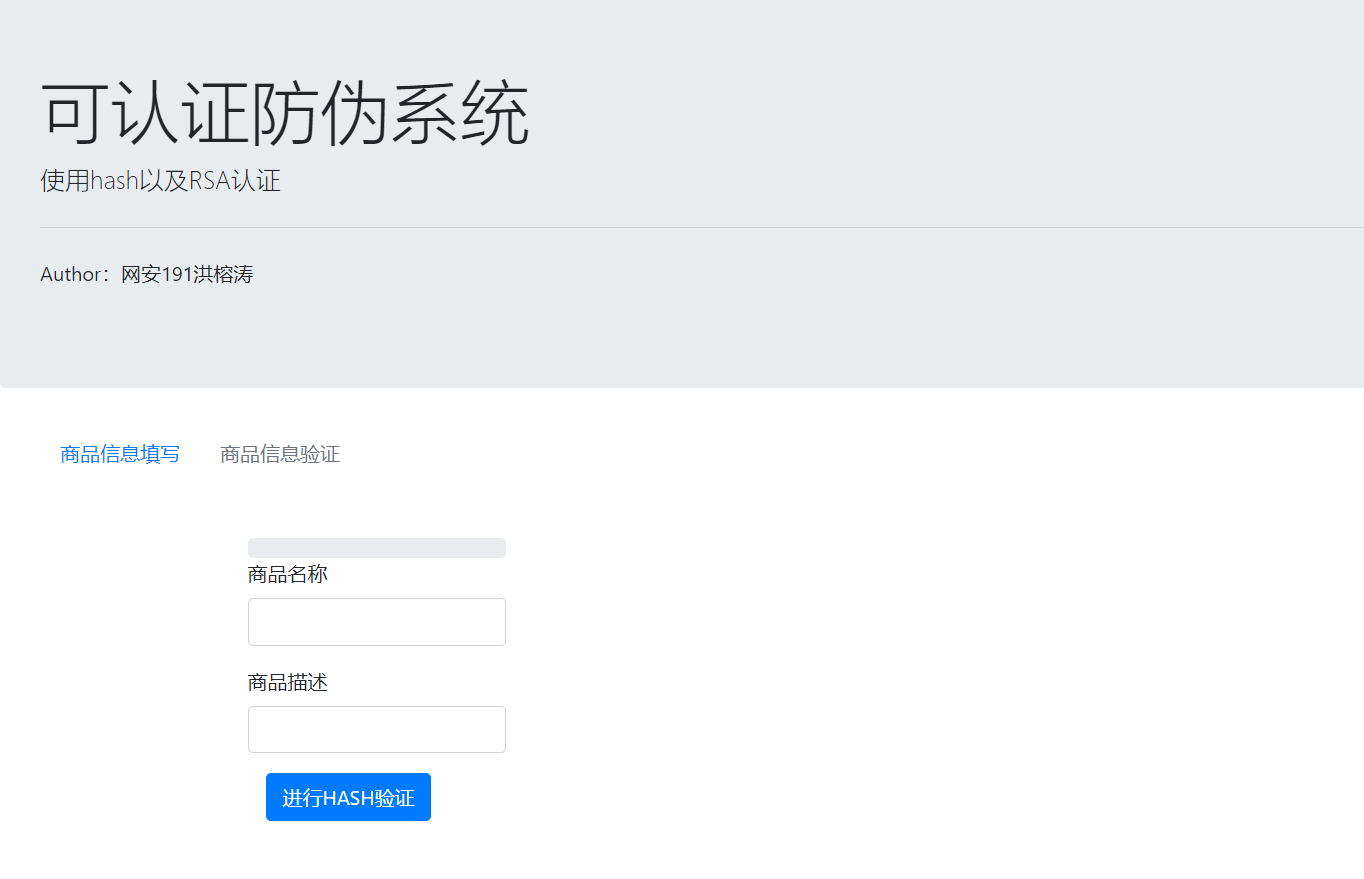 可认证防伪系统
使用hash以及RSA认证
Author：网安191洪榕涛
商品信息填写 商品信息验证
商品名称
商品描述
进行HASH验证